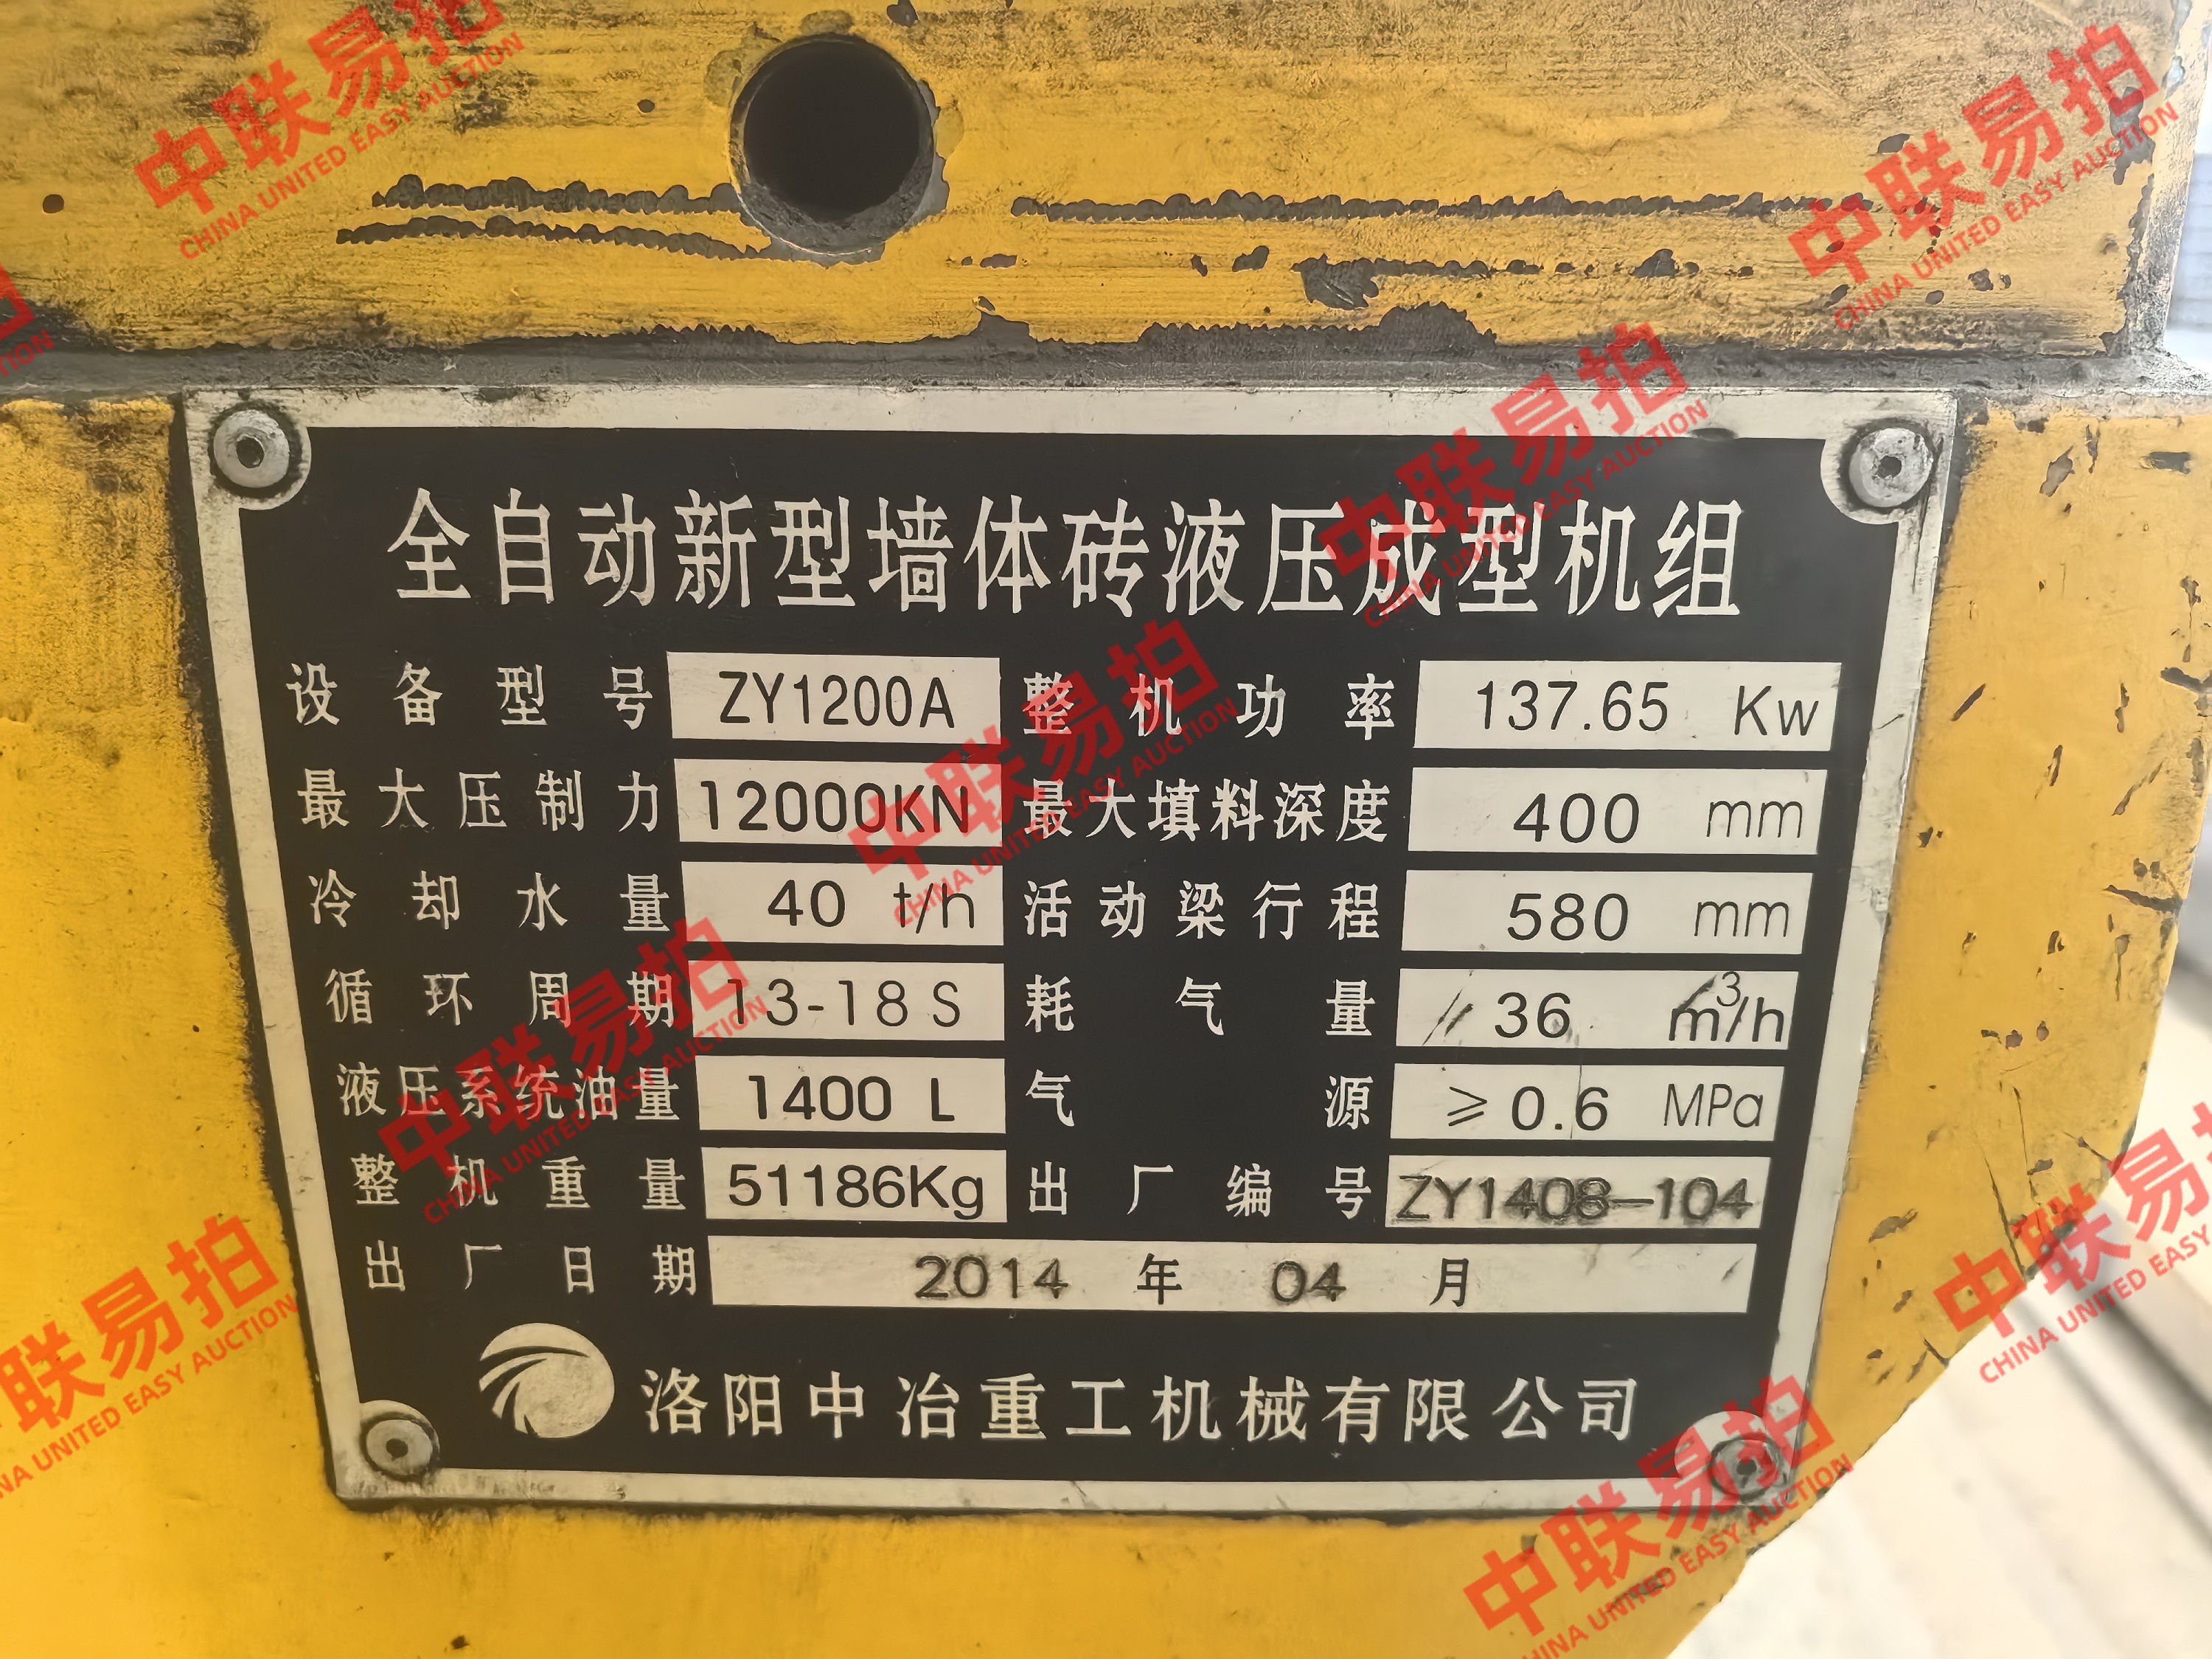 全自动新型墙体砖液压成型机组
设备型号 ZY1200A 整机功率 137.65 Kw
最大压制力 12000KN 最大填料深度 400 mm
冷却水量 40 t/h 活动梁行程 580 mm
循环周期 13-18 S 耗气量 36 m³/h
液压系统油量 1400 L 气源 ≥0.6 MPa
整机重量 51186Kg 出厂编号 ZY1408-104
出厂日期 2014 年 04 月
洛阳中冶重工机械有限公司
中联易拍
CHINA UNITED EASY AUCTION